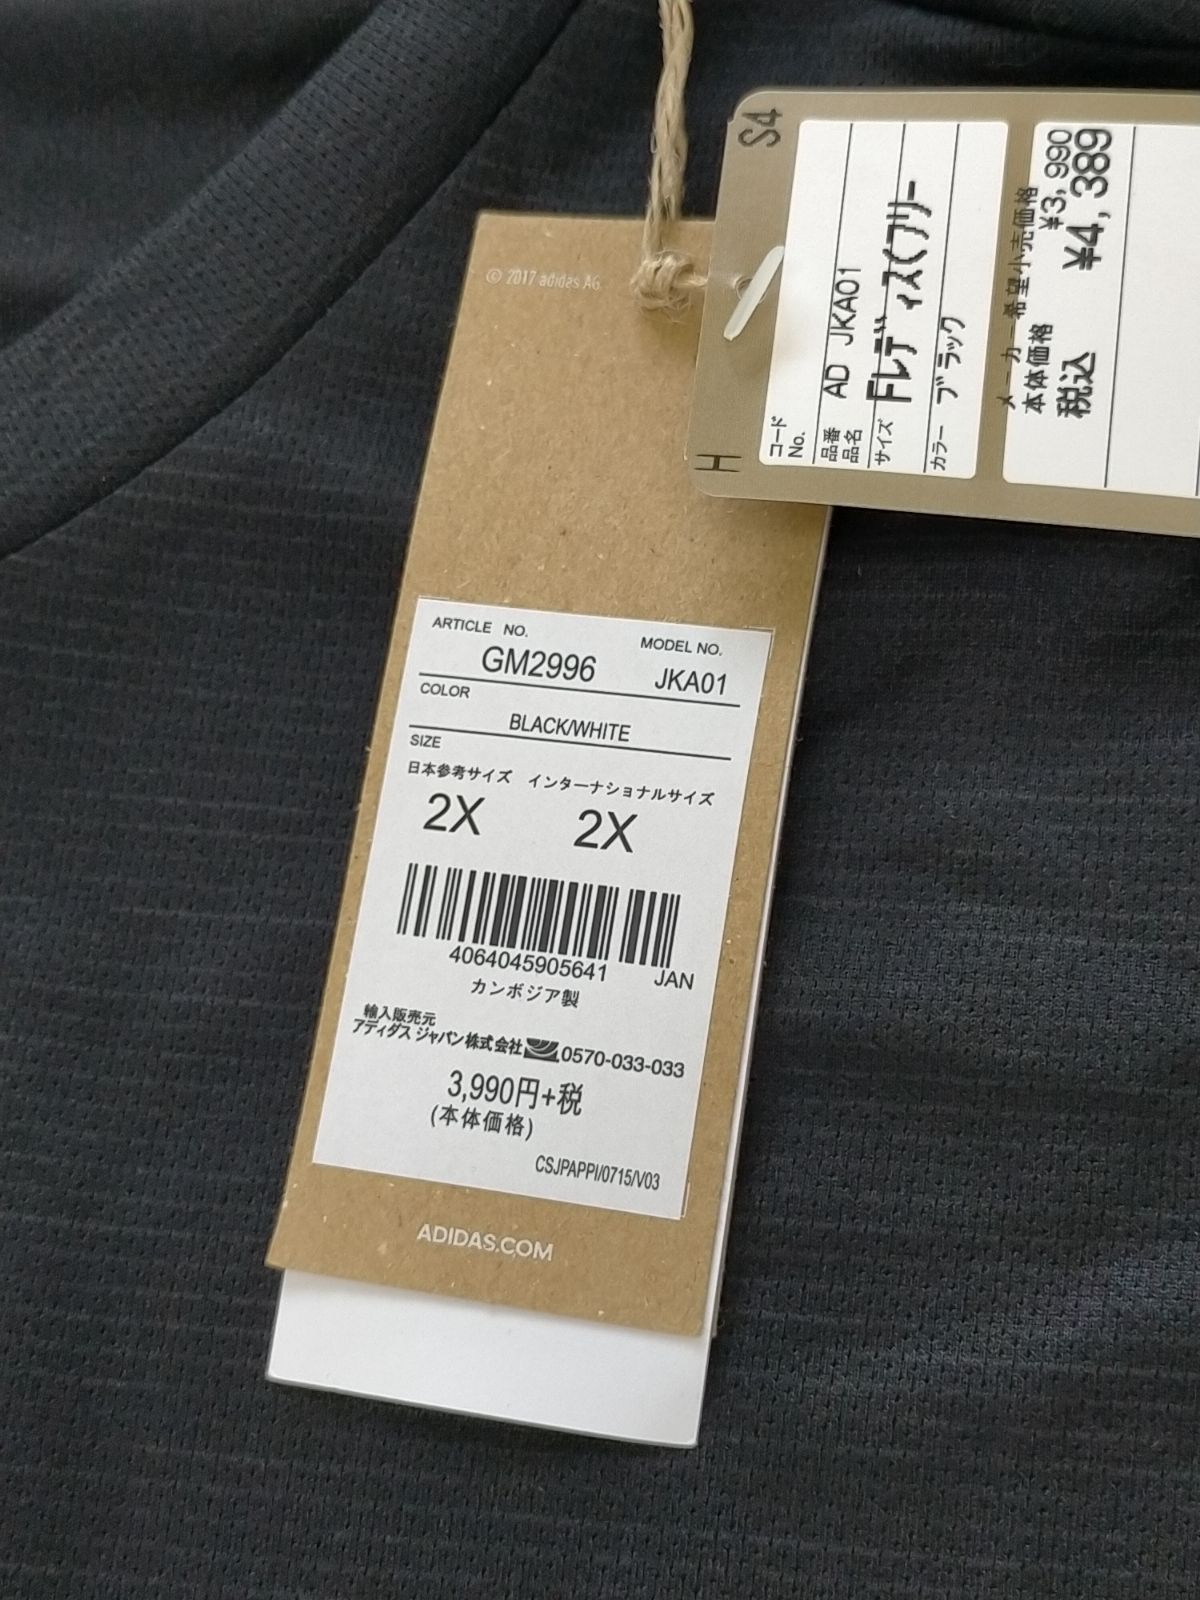 © 2017 adidas AG
ARTICLE NO.
MODEL NO.
GM2996
JKA01
COLOR
BLACK/WHITE
SIZE
日本参考サイズ インターナショナルサイズ
2X 2X
4064045905641 JAN
カンボジア製
輸入販売元
アディダス ジャパン株式会社 0570-033-033
3,990円+税
(本体価格)
CSJPAPPI/0715/V03
ADIDAS.COM
S4
H
コード
No.
品番
品名
AD JKA01
サイズ
Fレディス(フリー
カラー ブラック
メーカー希望小売価格
本体価格 ¥3,990
税込 ¥4,389